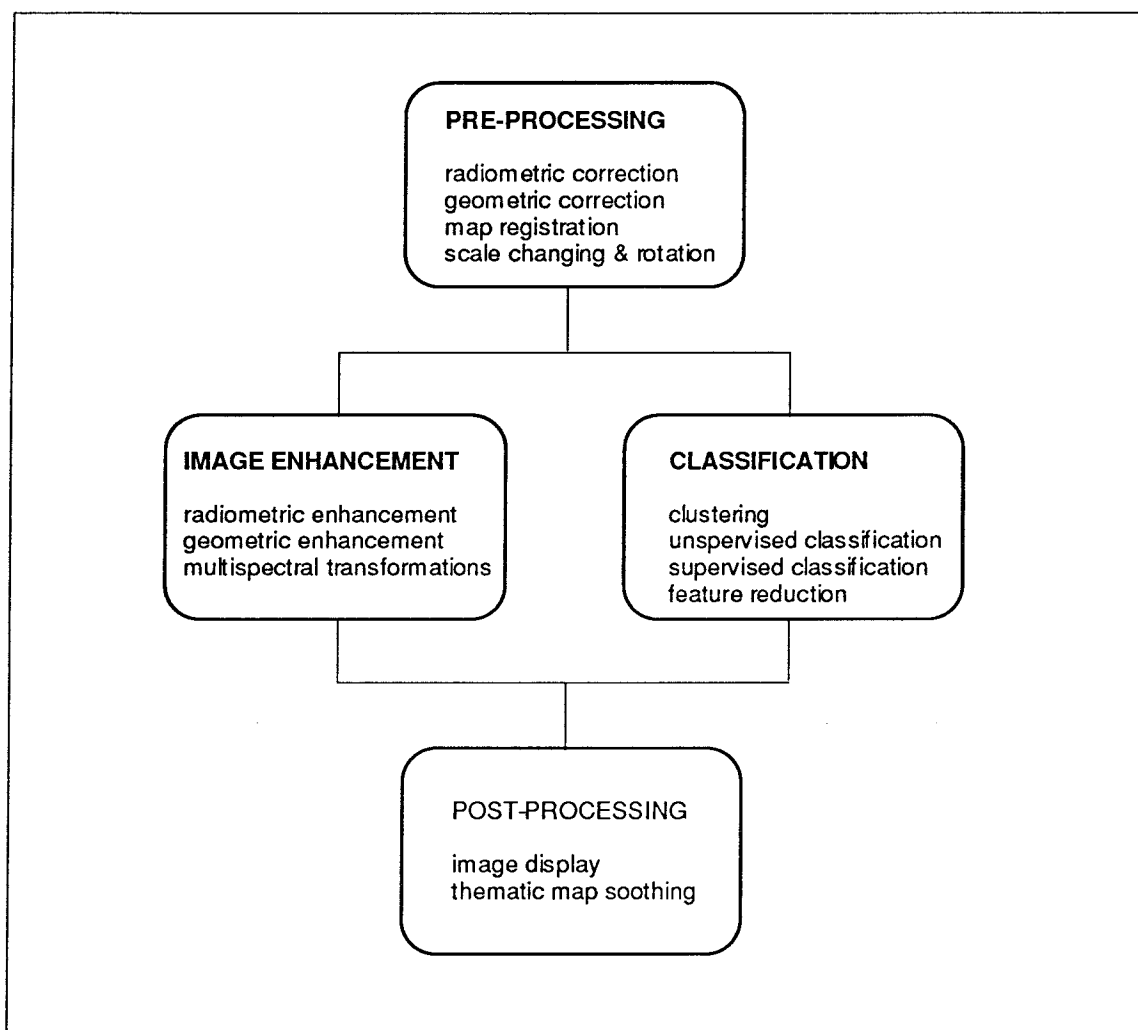 PRE-PROCESSING
radiometric correction
geometric correction
map registration
scale changing & rotation
IMAGE ENHANCEMENT
radiometric enhancement
geometric enhancement
multispectral transformations
CLASSIFICATION
clustering
unspervised classification
supervised classification
feature reduction
POST-PROCESSING
image display
thematic map soothing